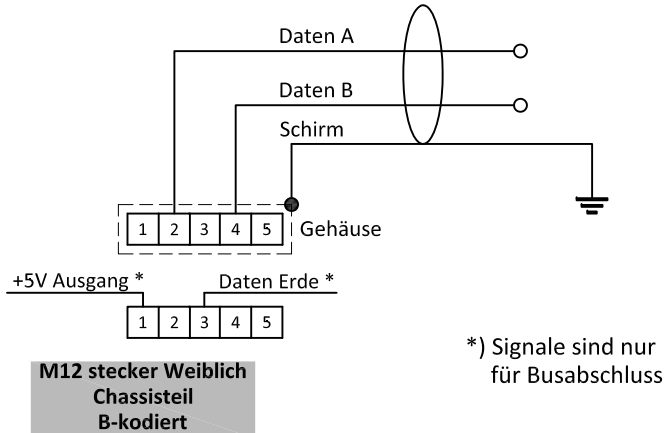 Daten A
Daten B
Schirm
1 2 3 4 5 Gehäuse
+5V Ausgang * Daten Erde *
1 2 3 4 5
*) Signale sind nur
für Busabschluss
M12 stecker Weiblich
Chassisteil
B-kodiert